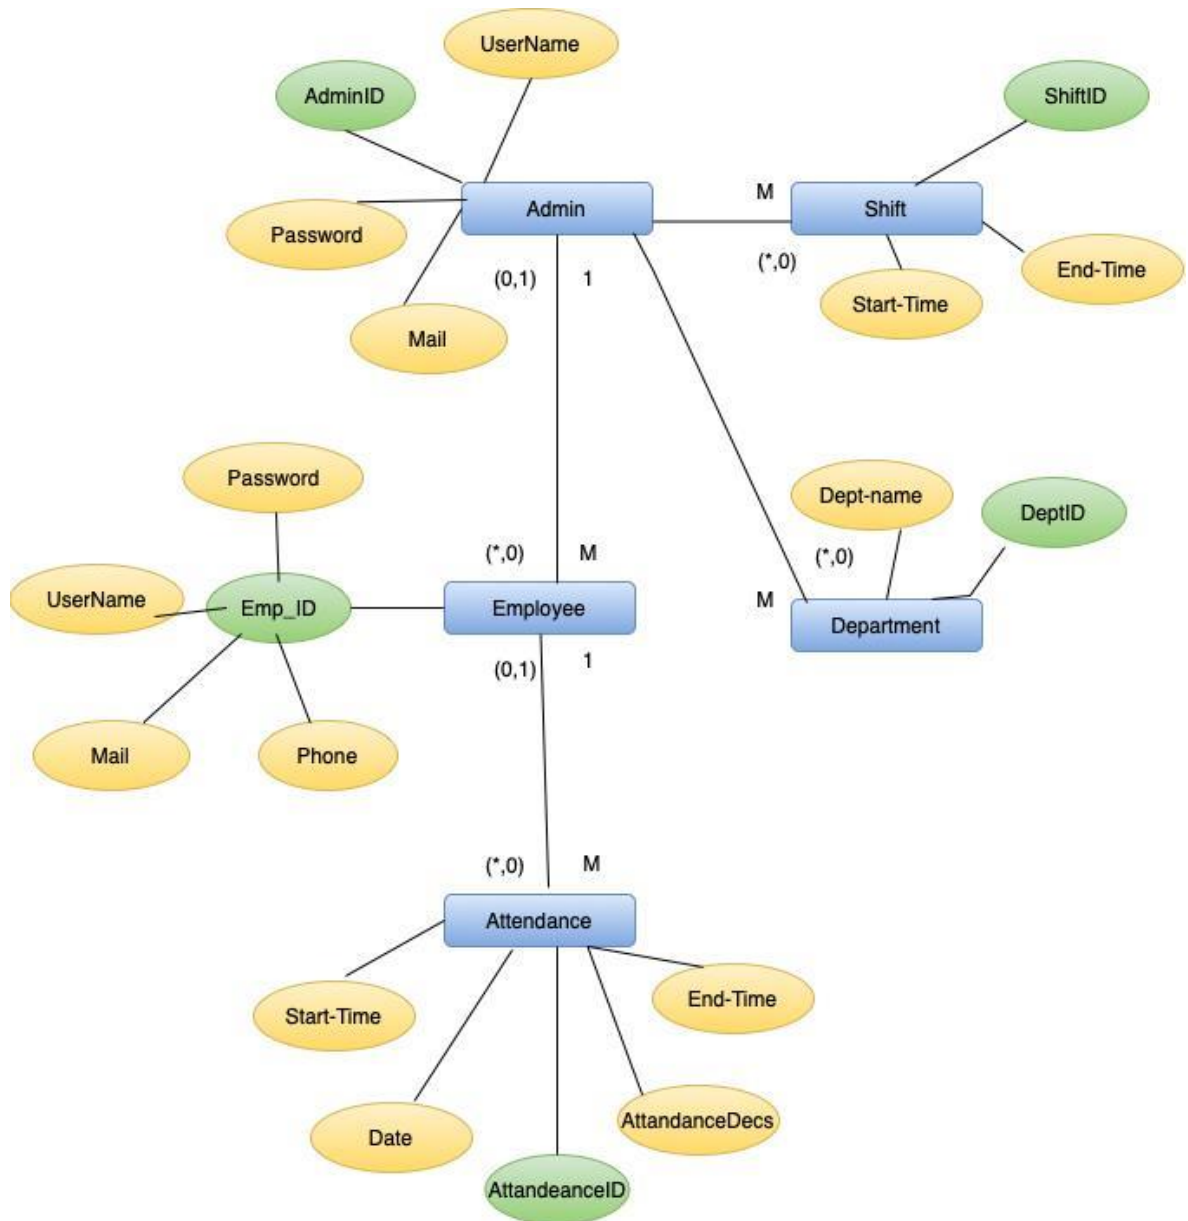 UserName
AdminID
ShiftID
Admin
M
Shift
Password
(0,1)
1
(*,0)
End-Time
Start-Time
Mail
Password
Dept-name
DeptID
(*,0)
M
(*,0)
UserName
Emp_ID
Employee
M
Department
(0,1)
1
Mail
Phone
(*,0)
M
Attendance
Start-Time
End-Time
Date
AttandanceDecs
AttandeanceID